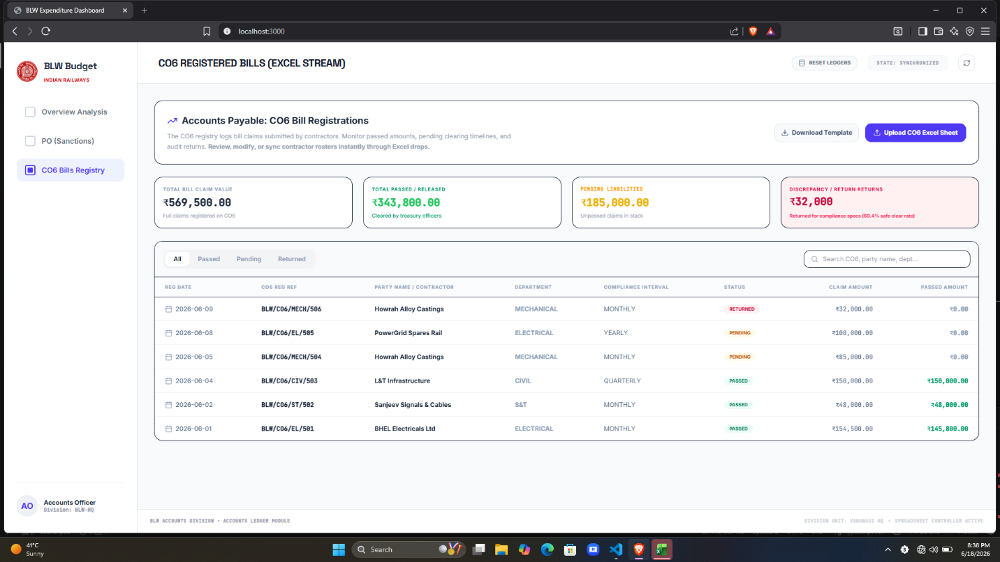 BLW Expenditure Dashboard
localhost:3000
BLW Budget
INDIAN RAILWAYS
Overview Analysis
PO (Sanctions)
CO6 Bills Registry
CO6 REGISTERED BILLS (EXCEL STREAM)
RESET LEDGERS
STATE: SYNCHRONIZED
Accounts Payable: CO6 Bill Registrations
The CO6 registry logs bill claims submitted by contractors. Monitor passed amounts, pending clearing timelines, and
audit returns. Review, modify, or sync contractor rosters instantly through Excel drops.
Download Template
Upload CO6 Excel Sheet
TOTAL BILL CLAIM VALUE
₹569,500.00
Full claims registered on CO6
TOTAL PASSED / RELEASED
₹343,800.00
Cleared by treasury officers
PENDING LIABILITIES
₹185,000.00
Unpassed claims in stack
DISCREPANCY / RETURN RETURNS
₹32,000
Returned for compliance specs (60.4% safe clear rate)
All Passed Pending Returned
Search CO6, party name, dept...
REG DATE CO6 REG REF PARTY NAME / CONTRACTOR DEPARTMENT COMPLIANCE INTERVAL STATUS CLAIM AMOUNT PASSED AMOUNT
2026-06-09 BLW/CO6/MECH/506 Howrah Alloy Castings MECHANICAL MONTHLY RETURNED ₹32,000.00 ₹0.00
2026-06-08 BLW/CO6/EL/505 PowerGrid Spares Rail ELECTRICAL YEARLY PENDING ₹100,000.00 ₹0.00
2026-06-05 BLW/CO6/MECH/504 Howrah Alloy Castings MECHANICAL MONTHLY PENDING ₹85,000.00 ₹0.00
2026-06-04 BLW/CO6/CIV/503 L&T Infrastructure CIVIL QUARTERLY PASSED ₹150,000.00 ₹150,000.00
2026-06-02 BLW/CO6/ST/502 Sanjeev Signals & Cables S&T MONTHLY PASSED ₹48,000.00 ₹48,000.00
2026-06-01 BLW/CO6/EL/501 BHEL Electricals Ltd ELECTRICAL MONTHLY PASSED ₹154,500.00 ₹145,800.00
AO
Accounts Officer
Division: BLW-HQ
BLW ACCOUNTS DIVISION • ACCOUNTS LEDGER MODULE
DIVISION UNIT: VARANASI HQ • SPREADSHEET CONTROLLER ACTIVE
41°C
Sunny
Search
8:38 PM
6/18/2026